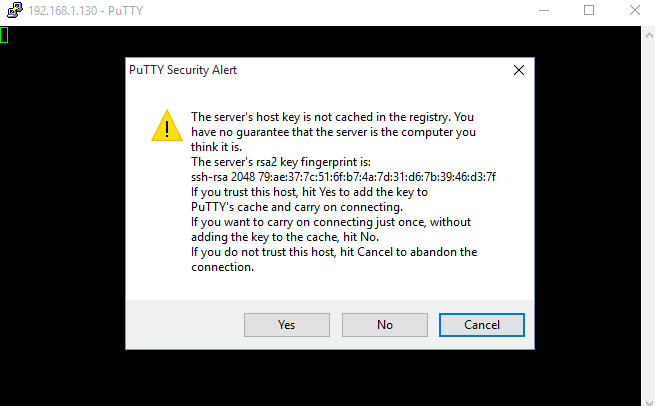 192.168.1.130 - PuTTY
PuTTY Security Alert
The server's host key is not cached in the registry. You
have no guarantee that the server is the computer you
think it is.
The server's rsa2 key fingerprint is:
ssh-rsa 2048 79:ae:37:7c:51:6f:b7:4a:7d:31:d6:7b:39:46:d3:7f
If you trust this host, hit Yes to add the key to
PuTTY's cache and carry on connecting.
If you want to carry on connecting just once, without
adding the key to the cache, hit No.
If you do not trust this host, hit Cancel to abandon the
connection.
Yes No Cancel